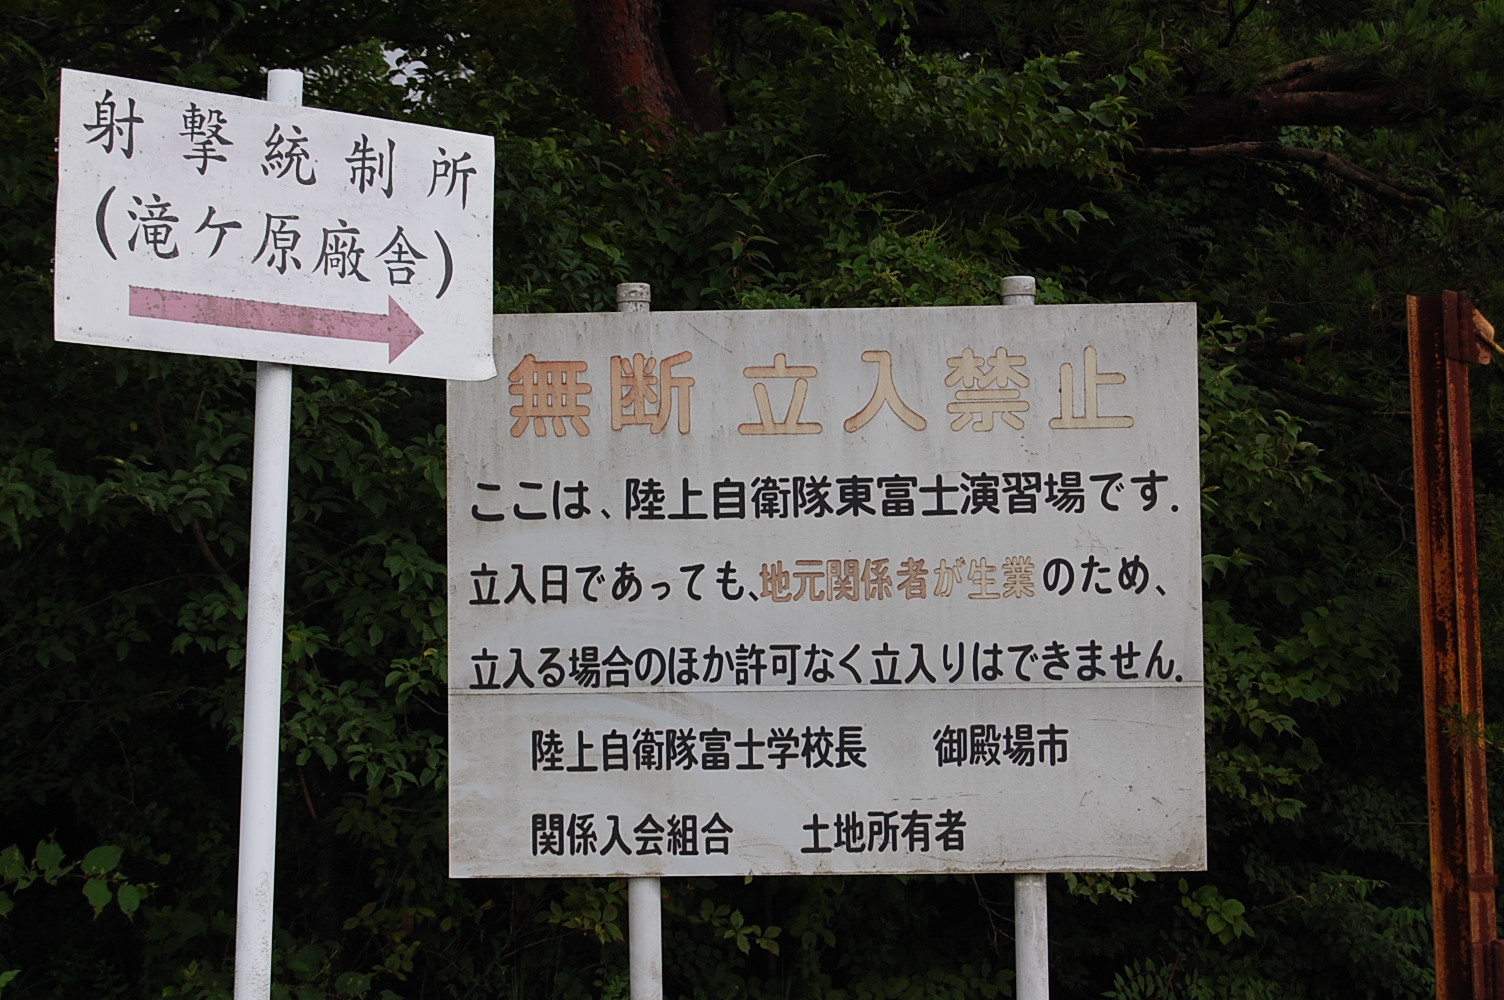 射撃統制所
(滝ケ原廠舎)
無断 立入禁止
ここは、陸上自衛隊東富士演習場です.
立入日であっても、地元関係者が生業のため、
立入る場合のほか許可なく立入りはできません.
陸上自衛隊富士学校長 御殿場市
関係入会組合 土地所有者